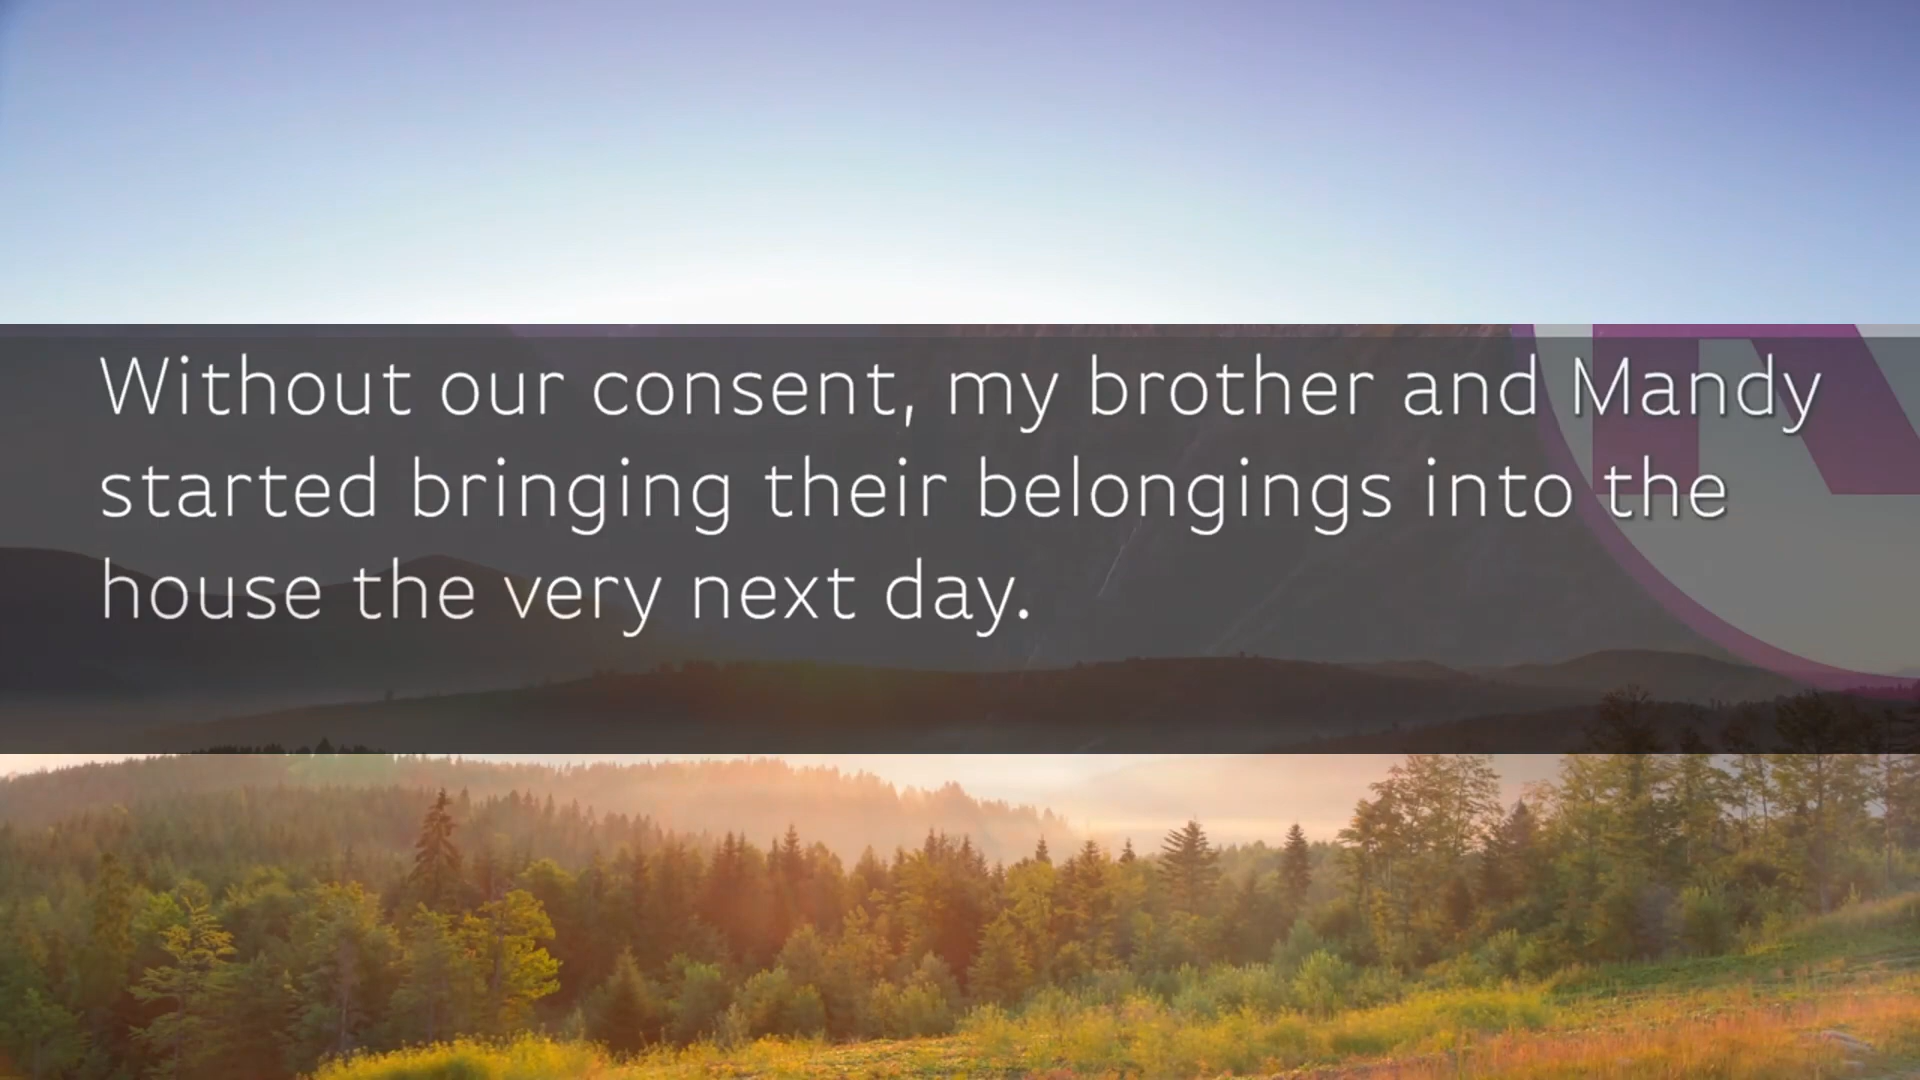 Without our consent, my brother and Mandy
started bringing their belongings into the
house the very next day.